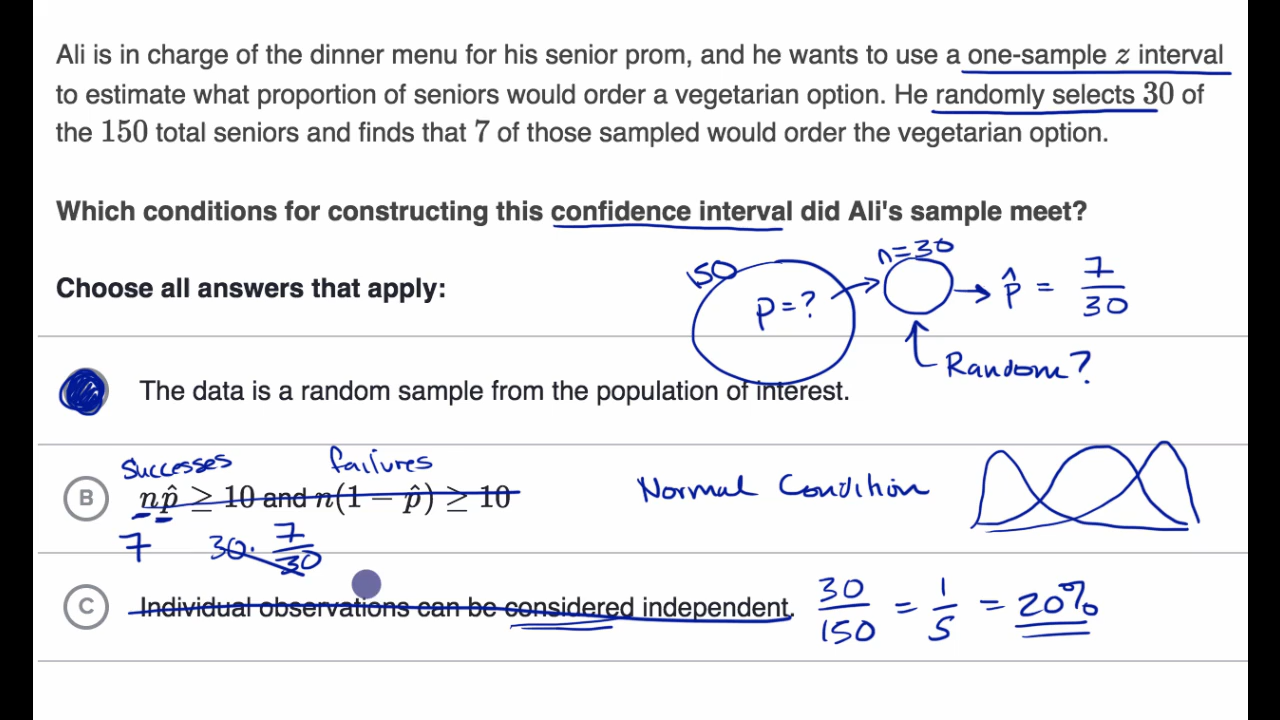 Ali is in charge of the dinner menu for his senior prom, and he wants to use a one-sample z interval
to estimate what proportion of seniors would order a vegetarian option. He randomly selects 30 of
the 150 total seniors and finds that 7 of those sampled would order the vegetarian option.
Which conditions for constructing this confidence interval did Ali's sample meet?
Choose all answers that apply:
150
n=30
p=?
p̂ = 7/30
Random?
The data is a random sample from the population of interest.
Successes failures
B np̂ ≥ 10 and n(1 − p̂) ≥ 10
Normal Condition
7 30· 7/30
C Individual observations can be considered independent.
30/150 = 1/5 = 20%